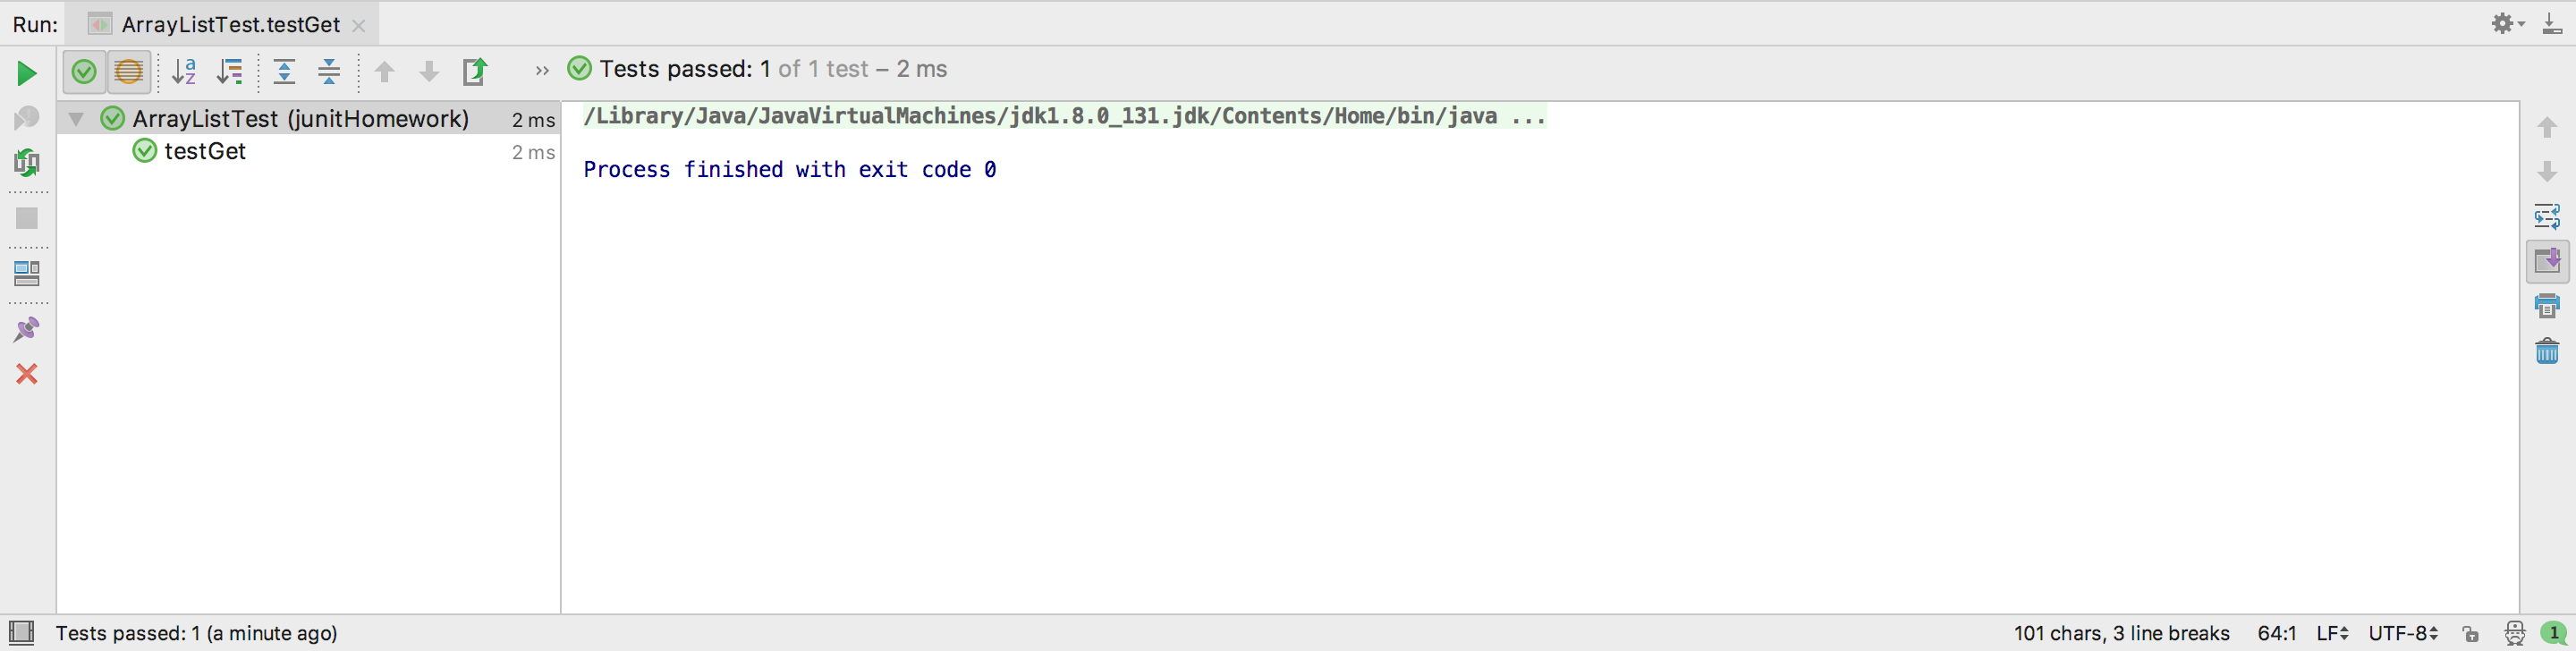 Run: ArrayListTest.testGet
Tests passed: 1 of 1 test – 2 ms
ArrayListTest (junitHomework) 2 ms
testGet 2 ms
/Library/Java/JavaVirtualMachines/jdk1.8.0_131.jdk/Contents/Home/bin/java ...
Process finished with exit code 0
Tests passed: 1 (a minute ago) 101 chars, 3 line breaks 64:1 LF UTF-8 1